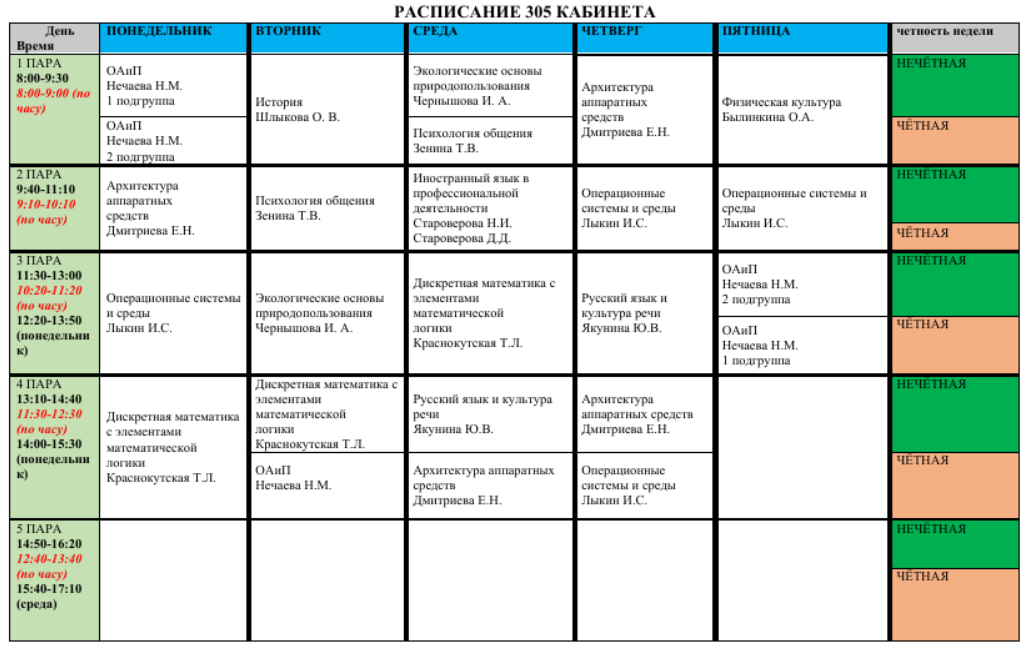 РАСПИСАНИЕ 305 КАБИНЕТА
День
Время
ПОНЕДЕЛЬНИК
ВТОРНИК
СРЕДА
ЧЕТВЕРГ
ПЯТНИЦА
четность недели
1 ПАРА
8:00-9:30
8:00-9:00 (по
часу)
ОАиП
Нечаева Н.М.
1 подгруппа
ОАиП
Нечаева Н.М.
2 подгруппа
История
Шлыкова О. В.
Экологические основы
природопользования
Чернышова И. А.
Психология общения
Зенина Т.В.
Архитектура
аппаратных
средств
Дмитриева Е.Н.
Физическая культура
Былинкина О.А.
НЕЧЁТНАЯ
ЧЁТНАЯ
2 ПАРА
9:40-11:10
9:10-10:10
(по часу)
Архитектура
аппаратных
средств
Дмитриева Е.Н.
Психология общения
Зенина Т.В.
Иностранный язык в
профессиональной
деятельности
Староверова Н.И.
Староверова Д.Д.
Операционные
системы и среды
Лыкин И.С.
Операционные системы и
среды
Лыкин И.С.
НЕЧЁТНАЯ
ЧЁТНАЯ
3 ПАРА
11:30-13:00
10:20-11:20
(по часу)
12:20-13:50
(понедельни
к)
Операционные системы
и среды
Лыкин И.С.
Экологические основы
природопользования
Чернышова И. А.
Дискретная математика с
элементами
математической
логики
Краснокутская Т.Л.
Русский язык и
культура речи
Якунина Ю.В.
ОАиП
Нечаева Н.М.
2 подгруппа
ОАиП
Нечаева Н.М.
1 подгруппа
НЕЧЁТНАЯ
ЧЁТНАЯ
4 ПАРА
13:10-14:40
11:30-12:30
(по часу)
14:00-15:30
(понедельни
к)
Дискретная математика
с элементами
математической
логики
Краснокутская Т.Л.
Дискретная математика с
элементами
математической
логики
Краснокутская Т.Л.
ОАиП
Нечаева Н.М.
Русский язык и культура
речи
Якунина Ю.В.
Архитектура аппаратных
средств
Дмитриева Е.Н.
Архитектура
аппаратных средств
Дмитриева Е.Н.
Операционные
системы и среды
Лыкин И.С.
НЕЧЁТНАЯ
ЧЁТНАЯ
5 ПАРА
14:50-16:20
12:40-13:40
(по часу)
15:40-17:10
(среда)
НЕЧЁТНАЯ
ЧЁТНАЯ